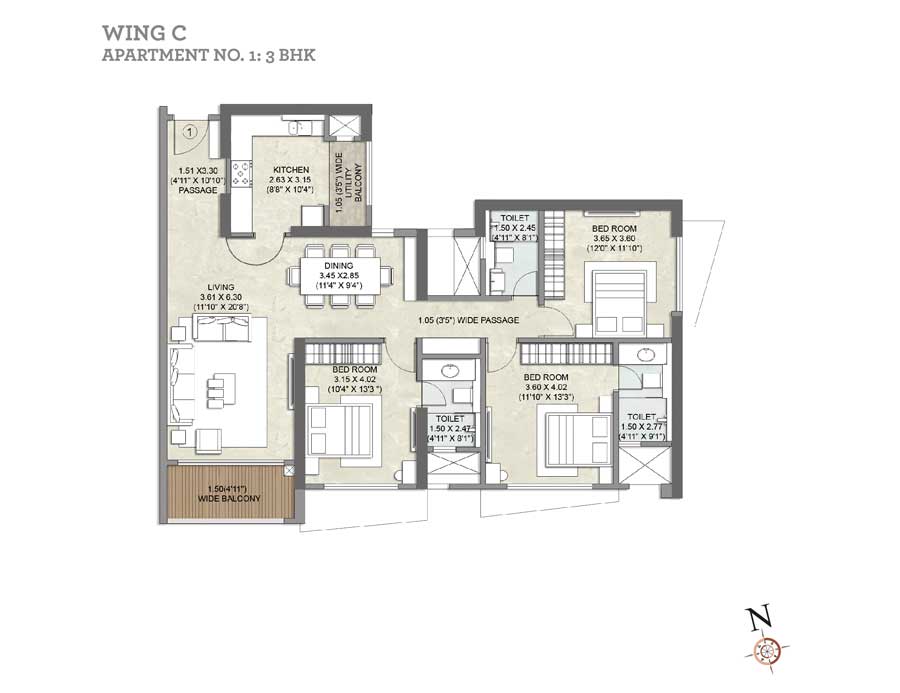 WING C
APARTMENT NO. 1: 3 BHK
1
1.51 X3.30
(4'11" X 10'10")
PASSAGE
KITCHEN
2.63 X 3.15
(8'8" X 10'4")
1.05 (3'5") WIDE
UTILITY
BALCONY
TOILET
1.50 X 2.45
(4'11" X 8'1")
BED ROOM
3.65 X 3.60
(12'0" X 11'10")
DINING
3.45 X2.85
(11'4" X 9'4")
LIVING
3.61 X 6.30
(11'10" X 20'8")
1.05 (3'5") WIDE PASSAGE
BED ROOM
3.15 X 4.02
(10'4" X 13'3 ")
TOILET
1.50 X 2.47
(4'11" X 8'1")
BED ROOM
3.60 X 4.02
(11'10" X 13'3")
TOILET
1.50 X 2.77
(4'11" X 9'1")
1.50(4'11")
WIDE BALCONY
N